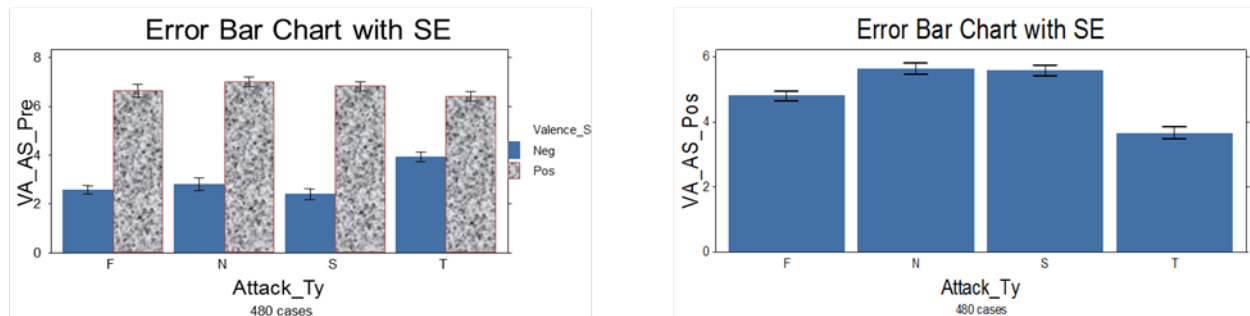 Error Bar Chart with SE
8
6
4
2
0
VA_AS_Pre
F N S T
Attack_Ty
480 cases
Valence_S
Neg
Pos
Error Bar Chart with SE
6
4
2
0
VA_AS_Pos
F N S T
Attack_Ty
480 cases